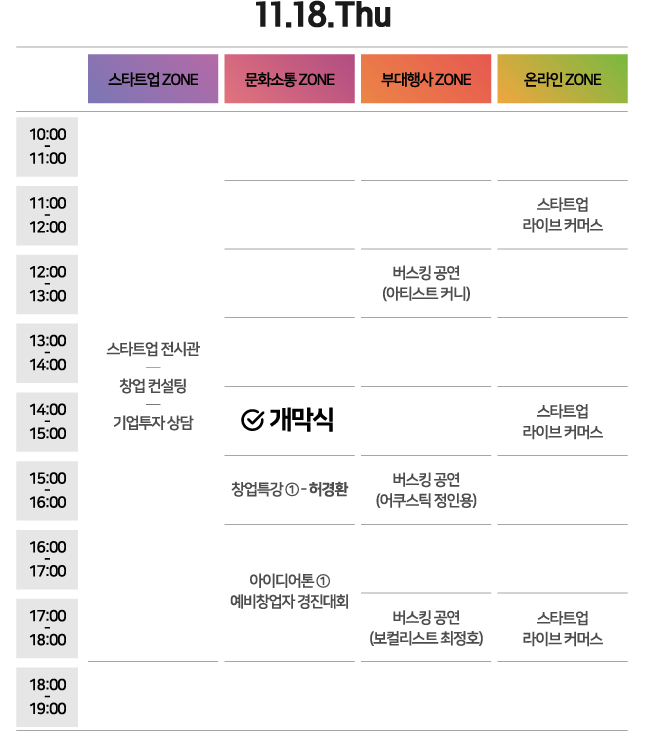 11.18.Thu
스타트업 ZONE
문화소통 ZONE
부대행사 ZONE
온라인 ZONE
10:00
-
11:00
11:00
-
12:00
스타트업
라이브 커머스
12:00
-
13:00
버스킹 공연
(아티스트 커니)
13:00
-
14:00
스타트업 전시관
창업 컨설팅
기업투자 상담
14:00
-
15:00
개막식
스타트업
라이브 커머스
15:00
-
16:00
창업특강 ① - 허경환
버스킹 공연
(어쿠스틱 정인용)
16:00
-
17:00
아이디어톤 ①
예비창업자 경진대회
17:00
-
18:00
버스킹 공연
(보컬리스트 최정호)
스타트업
라이브 커머스
18:00
-
19:00